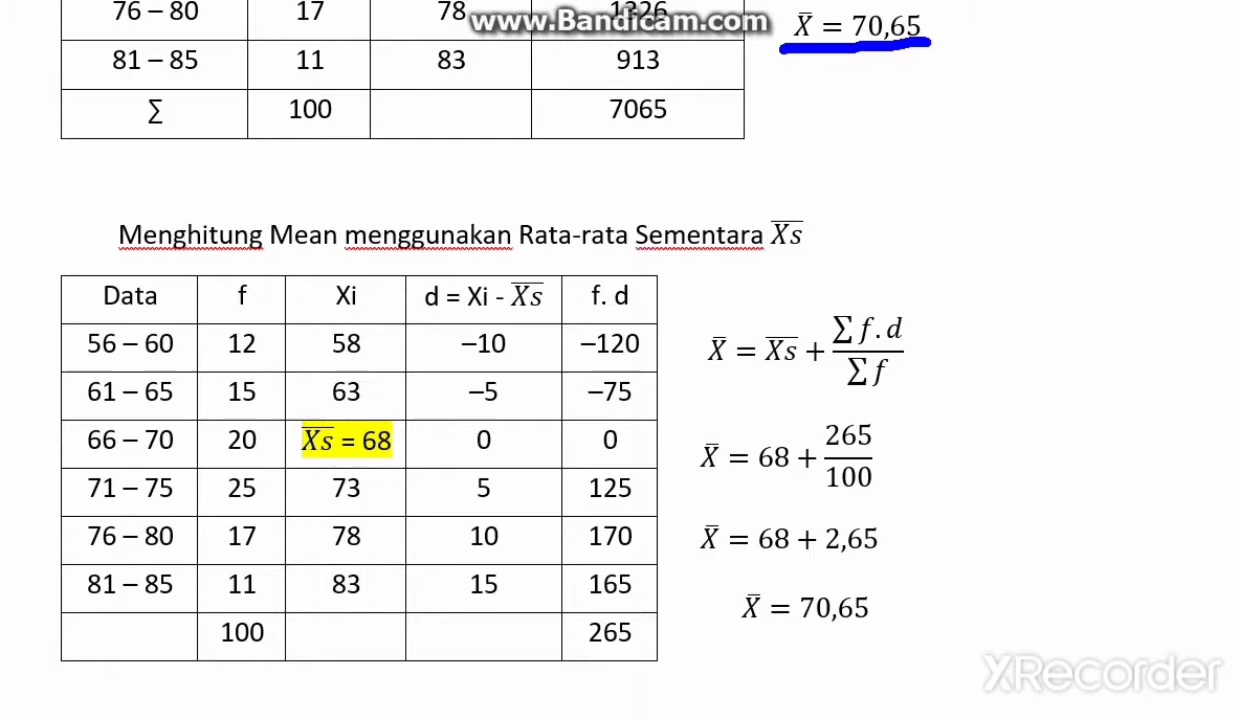 76 – 80 17 78 1326
www.Bandicam.com
X̄ = 70,65
81 – 85 11 83 913
∑ 100 7065
Menghitung Mean menggunakan Rata-rata Sementara X̅s̅
Data f Xi d = Xi - X̅s̅ f. d
56 – 60 12 58 –10 –120
61 – 65 15 63 –5 –75
66 – 70 20 X̅s̅ = 68 0 0
71 – 75 25 73 5 125
76 – 80 17 78 10 170
81 – 85 11 83 15 165
100 265
X̄ = X̅s̅ + ∑ f . d / ∑ f
X̄ = 68 + 265 / 100
X̄ = 68 + 2,65
X̄ = 70,65
XRecorder